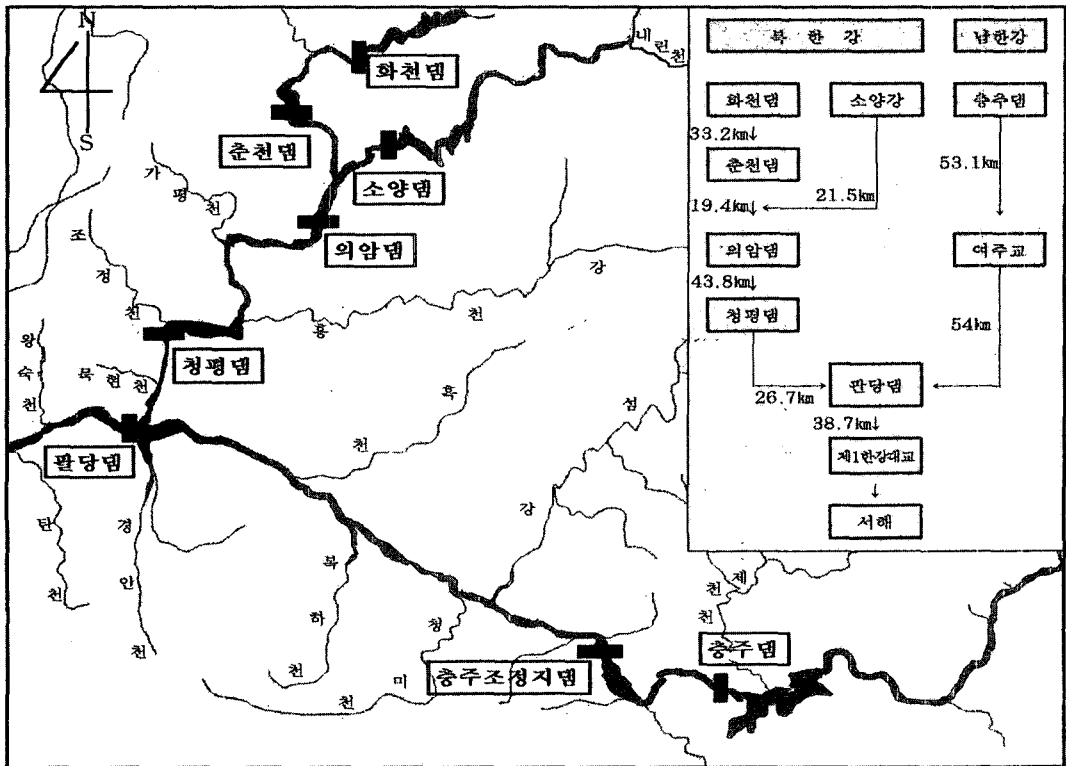 N
S
화천댐
춘천댐
소양댐
의암댐
청평댐
팔당댐
충주조정지댐
충주댐
내린천
가평천
조정천
왕숙천
묵현천
홍천강
흑천
섬강
탄천
경안천
복하천
청미천
제천천
북한강 남한강
화천댐 소양강 충주댐
33.2km↓
춘천댐 53.1km
19.4km↓ 21.5km
의암댐 여주교
43.8km↓
청평댐 54km
26.7km 팔당댐
38.7km↓
제1한강대교
↓
서해